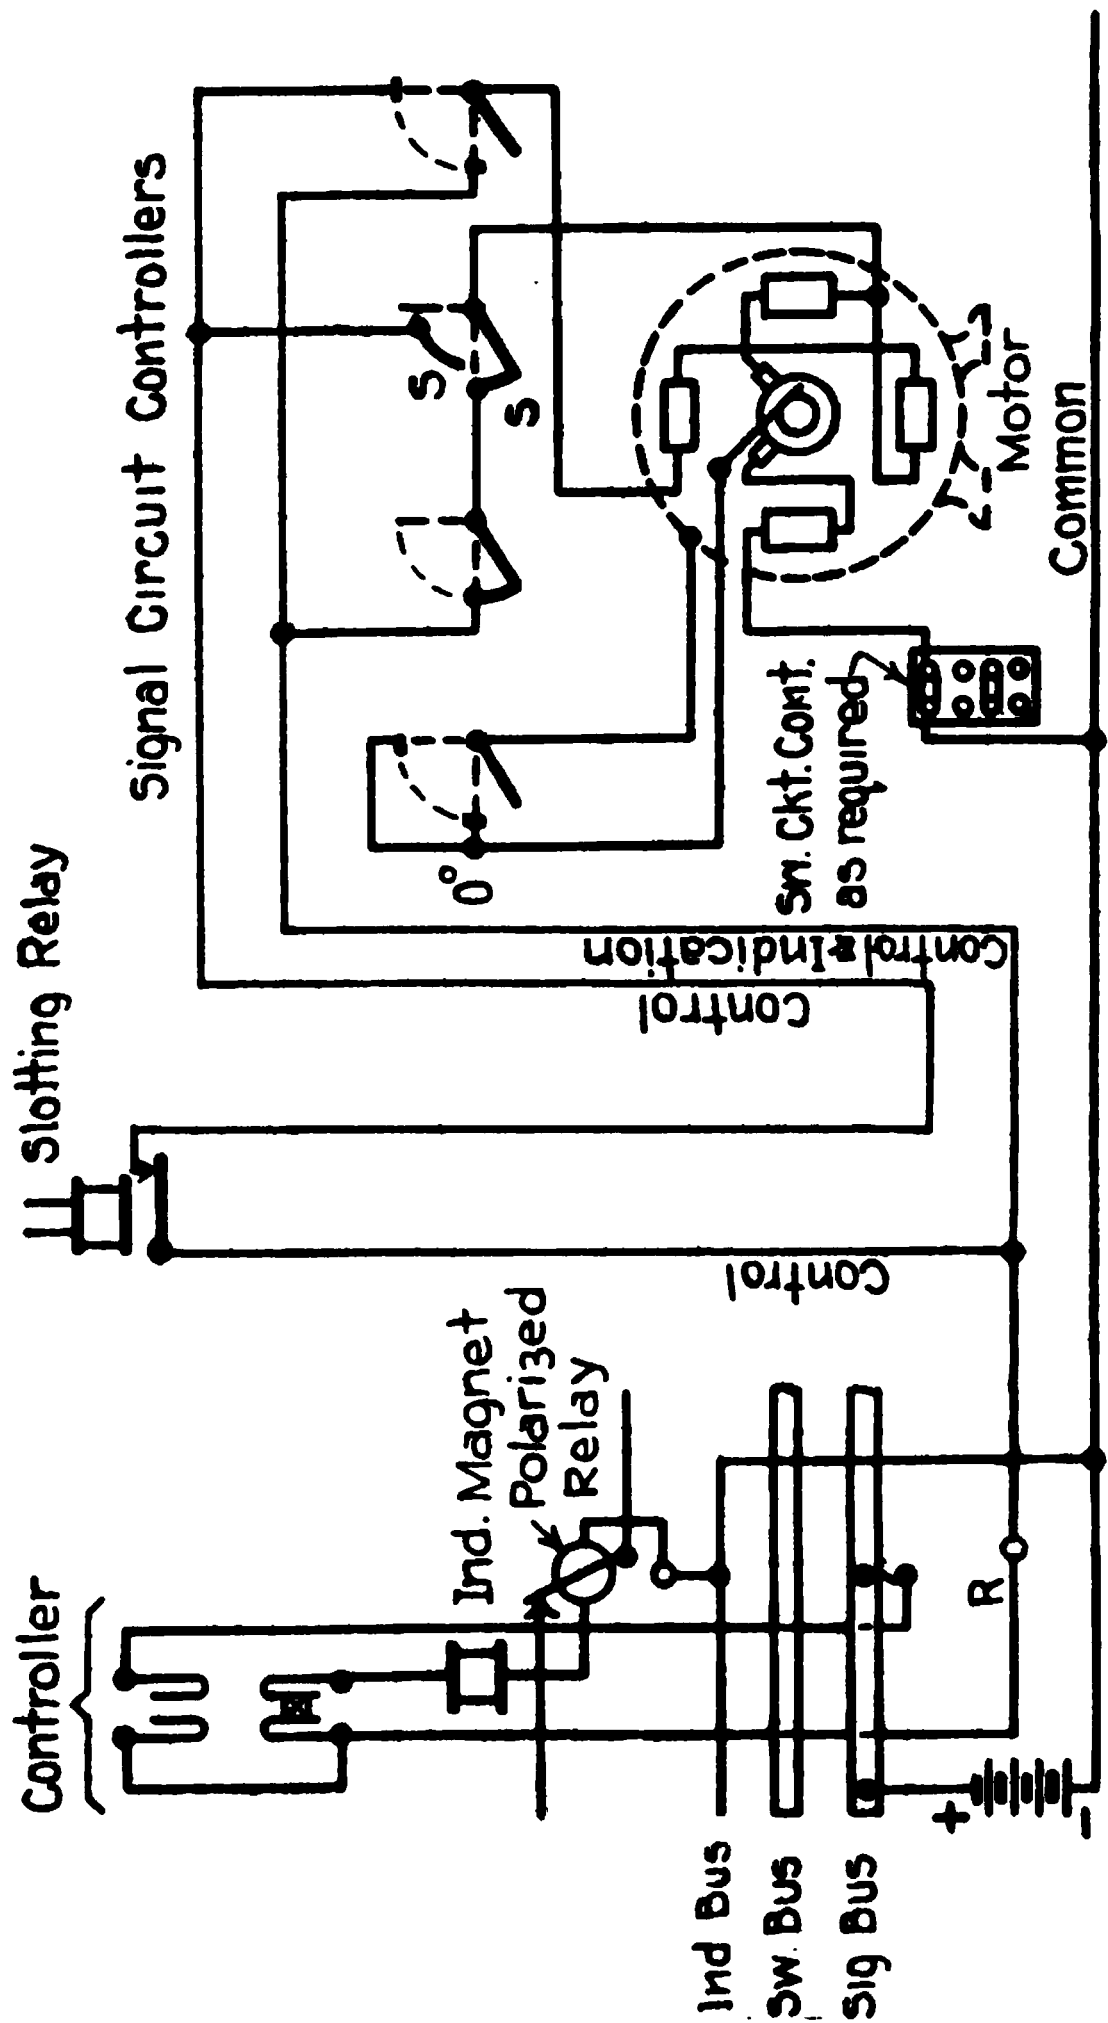 Slotting Relay
Signal Circuit Controllers
Controller
Ind. Magnet
Polarized
Relay
S
S
0°
Control & Indication
Control
Control
Sw. Ckt. Cont.
as required
Motor
Common
R
Ind Bus
Sw. Bus
Sig Bus
+
-